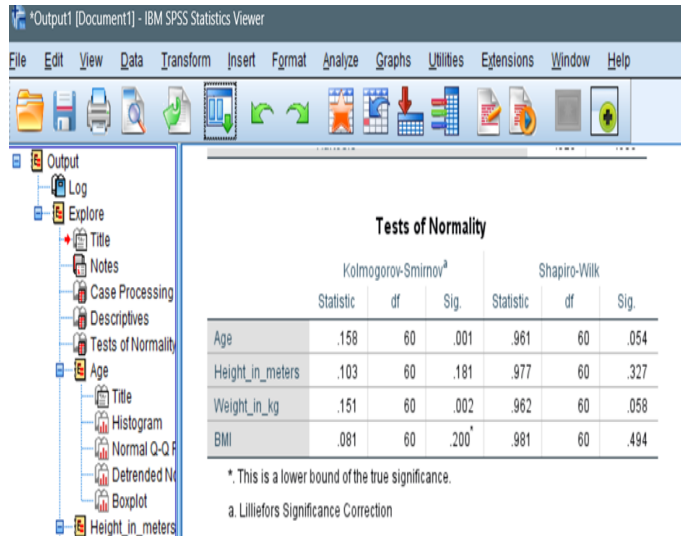 *Output1 [Document1] - IBM SPSS Statistics Viewer
File Edit View Data Transform Insert Format Analyze Graphs Utilities Extensions Window Help
Output
Log
Explore
Title
Notes
Case Processing
Descriptives
Tests of Normality
Age
Title
Histogram
Normal Q-Q
Detrended
Boxplot
Height_in_meters
Tests of Normality
Kolmogorov-Smirnovᵃ Shapiro-Wilk
Statistic df Sig. Statistic df Sig.
Age .158 60 .001 .961 60 .054
Height_in_meters .103 60 .181 .977 60 .327
Weight_in_kg .151 60 .002 .962 60 .058
BMI .081 60 .200* .981 60 .494
*. This is a lower bound of the true significance.
a. Lilliefors Significance Correction